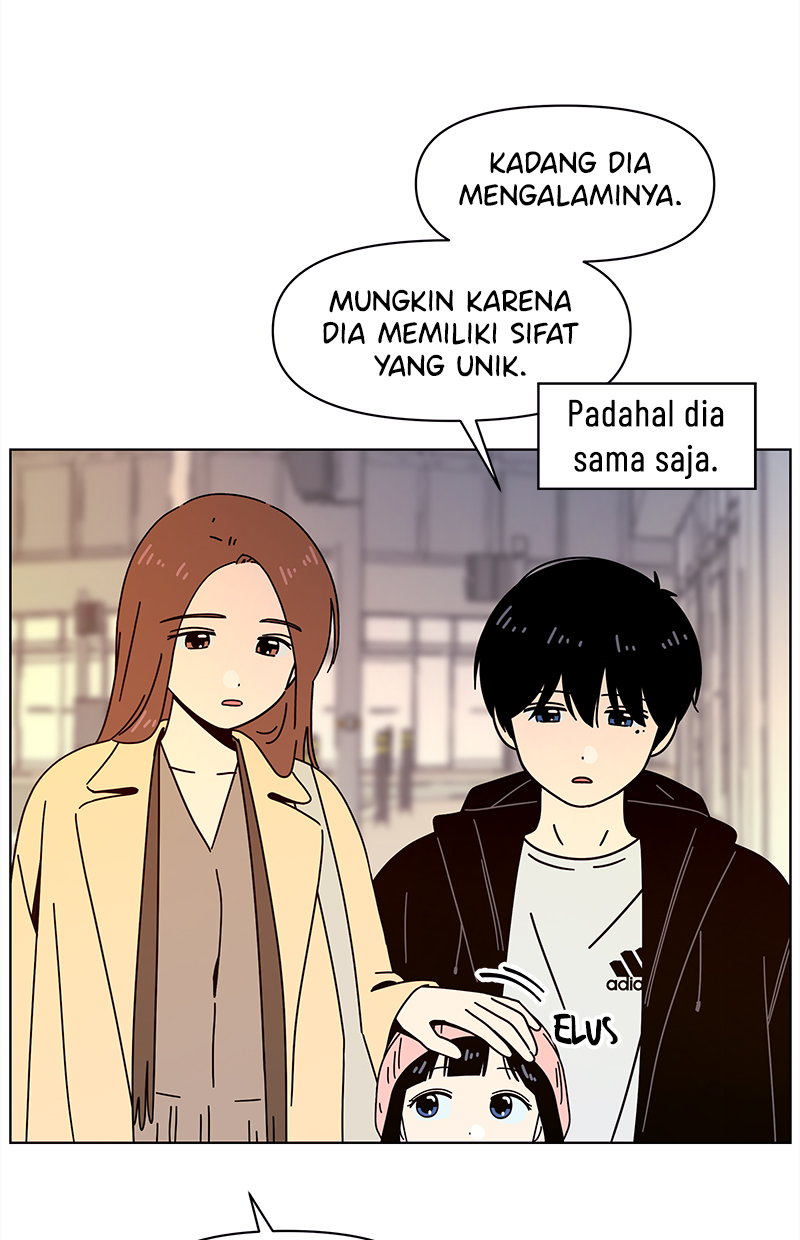 KADANG DIA
MENGALAMINYA.
MUNGKIN KARENA
DIA MEMILIKI SIFAT
YANG UNIK.
Padahal dia
sama saja.
adid
ELUS